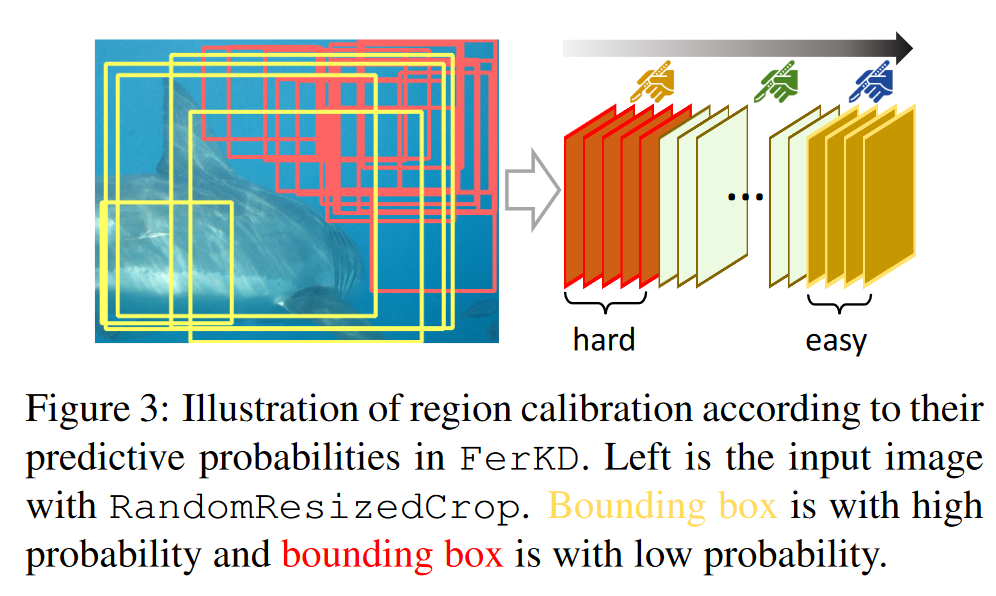 ...
hard
easy
Figure 3: Illustration of region calibration according to their
predictive probabilities in FerKD. Left is the input image
with RandomResizedCrop. Bounding box is with high
probability and bounding box is with low probability.